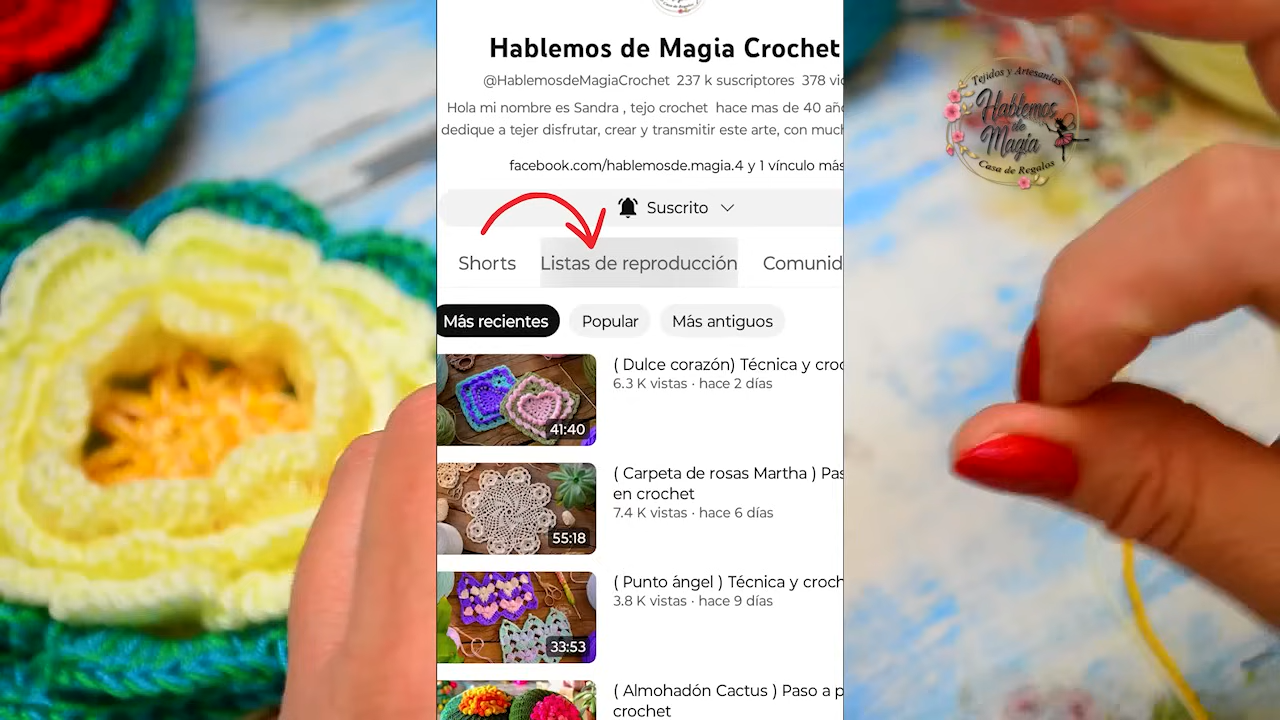 Hablemos de Magia Crochet
@HablemosdeMagiaCrochet 237 k suscriptores 378 vi
Hola mi nombre es Sandra , tejo crochet hace mas de 40 añ
dedique a tejer disfrutar, crear y transmitir este arte, con much
facebook.com/hablemosde.magia.4 y 1 vínculo más
Suscrito
Shorts Listas de reproducción Comunid
Más recientes Popular Más antiguos
( Dulce corazón) Técnica y croc
6.3 K vistas · hace 2 días
41:40
( Carpeta de rosas Martha ) Pas
en crochet
7.4 K vistas · hace 6 días
55:18
( Punto ángel ) Técnica y croch
3.8 K vistas · hace 9 días
33:53
( Almohadón Cactus ) Paso a p
crochet
Tejidos y Artesanías
Hablemos
de
Magia
Casa de Regalos